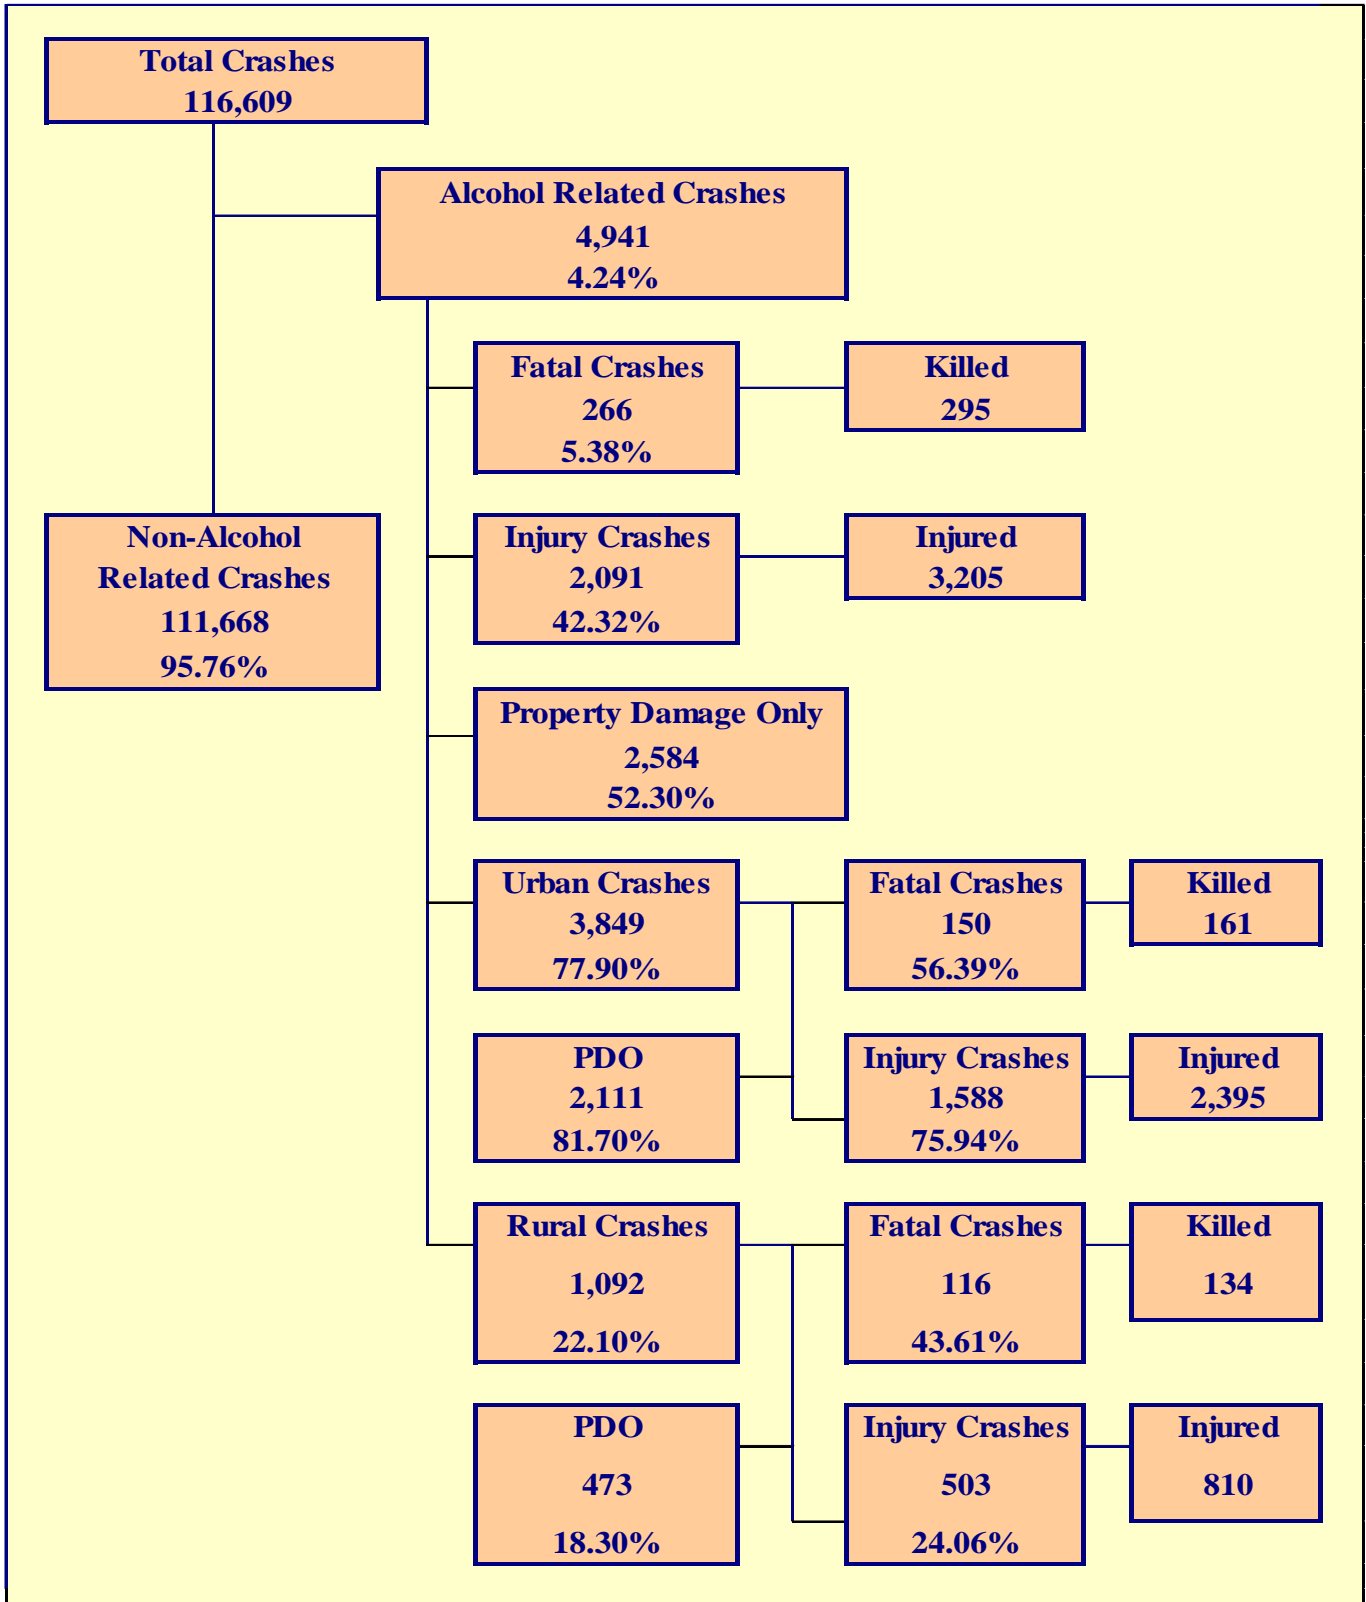 Total Crashes
116,609
Alcohol Related Crashes
4,941
4.24%
Fatal Crashes
266
5.38%
Killed
295
Non-Alcohol
Related Crashes
111,668
95.76%
Injury Crashes
2,091
42.32%
Injured
3,205
Property Damage Only
2,584
52.30%
Urban Crashes
3,849
77.90%
Fatal Crashes
150
56.39%
Killed
161
PDO
2,111
81.70%
Injury Crashes
1,588
75.94%
Injured
2,395
Rural Crashes
1,092
22.10%
Fatal Crashes
116
43.61%
Killed
134
PDO
473
18.30%
Injury Crashes
503
24.06%
Injured
810